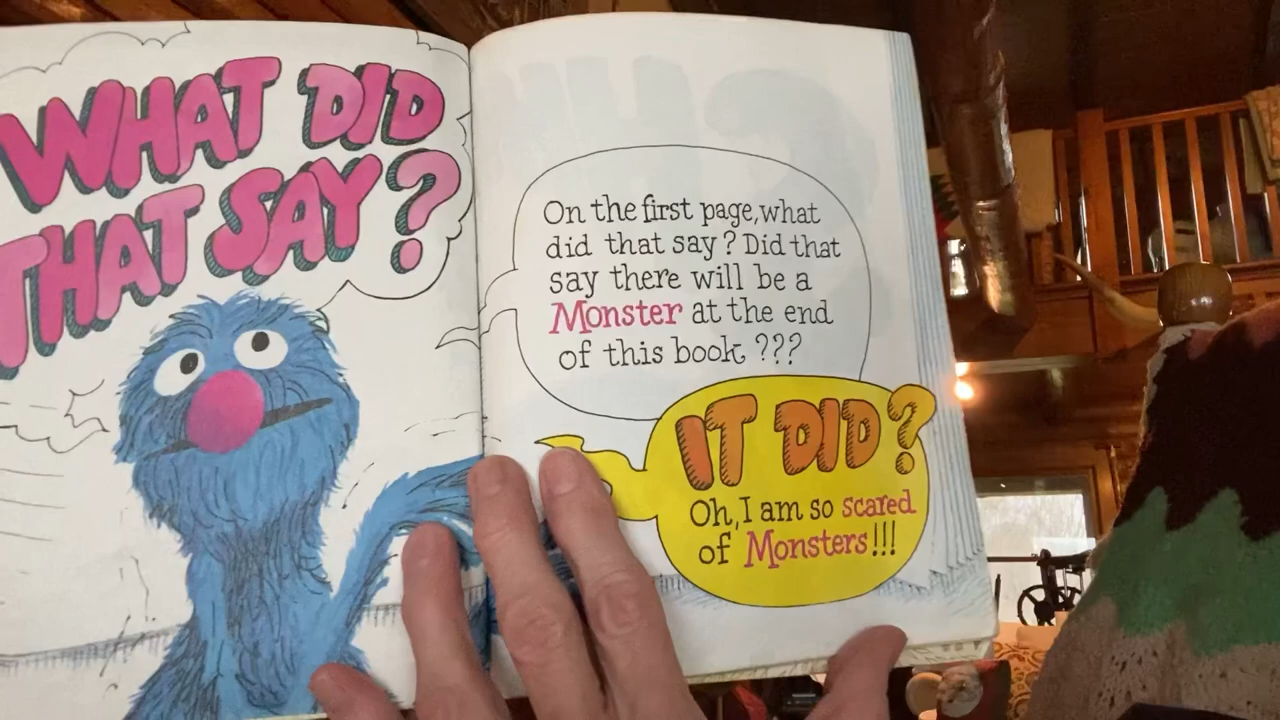 WHAT DID
THAT SAY?
On the first page, what
did that say? Did that
say there will be a
Monster at the end
of this book ???
IT DID?
Oh, I am so scared
of Monsters!!!